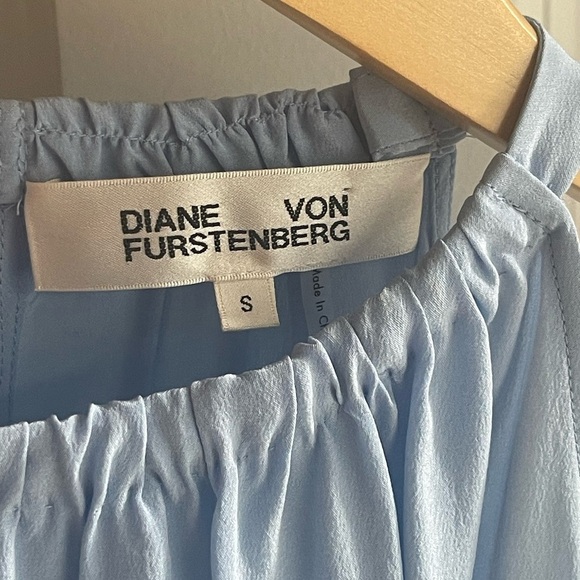 DIANE VON
FURSTENBERG
S
Made In